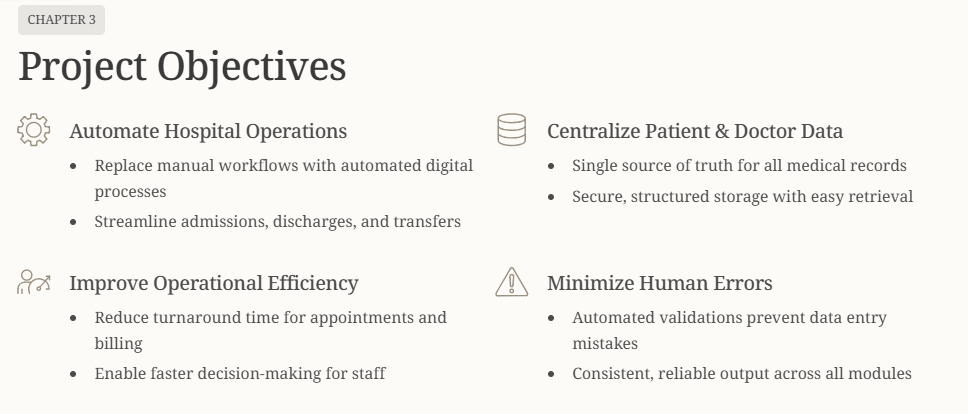 CHAPTER 3
Project Objectives
Automate Hospital Operations
• Replace manual workflows with automated digital
processes
• Streamline admissions, discharges, and transfers
Centralize Patient & Doctor Data
• Single source of truth for all medical records
• Secure, structured storage with easy retrieval
Improve Operational Efficiency
• Reduce turnaround time for appointments and
billing
• Enable faster decision-making for staff
Minimize Human Errors
• Automated validations prevent data entry
mistakes
• Consistent, reliable output across all modules